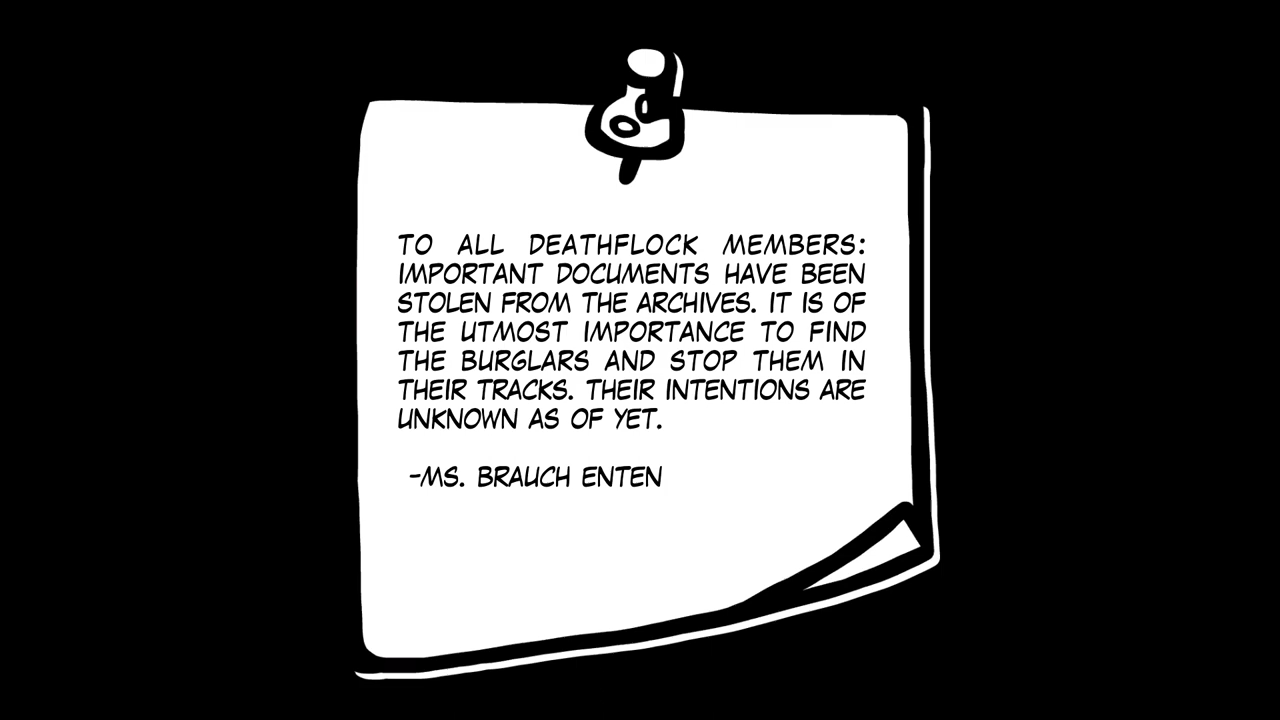 TO ALL DEATHFLOCK MEMBERS:
IMPORTANT DOCUMENTS HAVE BEEN
STOLEN FROM THE ARCHIVES. IT IS OF
THE UTMOST IMPORTANCE TO FIND
THE BURGLARS AND STOP THEM IN
THEIR TRACKS. THEIR INTENTIONS ARE
UNKNOWN AS OF YET.
-MS. BRAUCH ENTEN